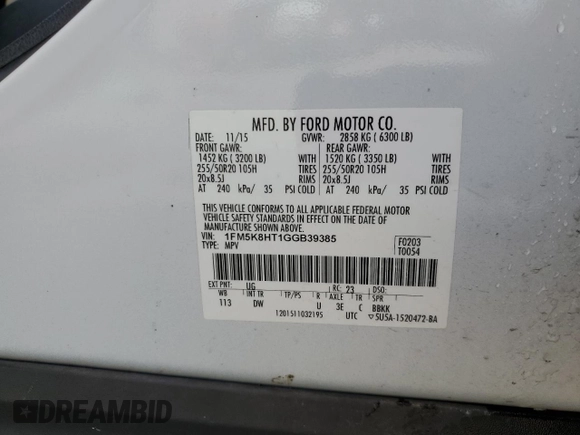 MFD. BY FORD MOTOR CO.
DATE: 11/15 GVWR: 2858 KG ( 6300 LB)
FRONT GAWR: REAR GAWR:
1452 KG ( 3200 LB) WITH 1520 KG ( 3350 LB) WITH
255/50R20 105H TIRES 255/50R20 105H TIRES
20x8.5J RIMS 20x8.5J RIMS
AT 240 kPa/ 35 PSI COLD AT 240 kPa/ 35 PSI COLD
THIS VEHICLE CONFORMS TO ALL APPLICABLE FEDERAL MOTOR
VEHICLE SAFETY STANDARDS IN EFFECT ON THE DATE OF
MANUFACTURE SHOWN ABOVE.
VIN: 1FM5K8HT1GGB39385 F0203
TYPE: MPV T0054
EXT PNT: UG RC: 23 DSO:
WB INT TR TP/PS R AXLE TR SPR
113 DW U 3E C BBKK
1201511032195 UTC ▽5U5A-1520472-BA
DREAMBID